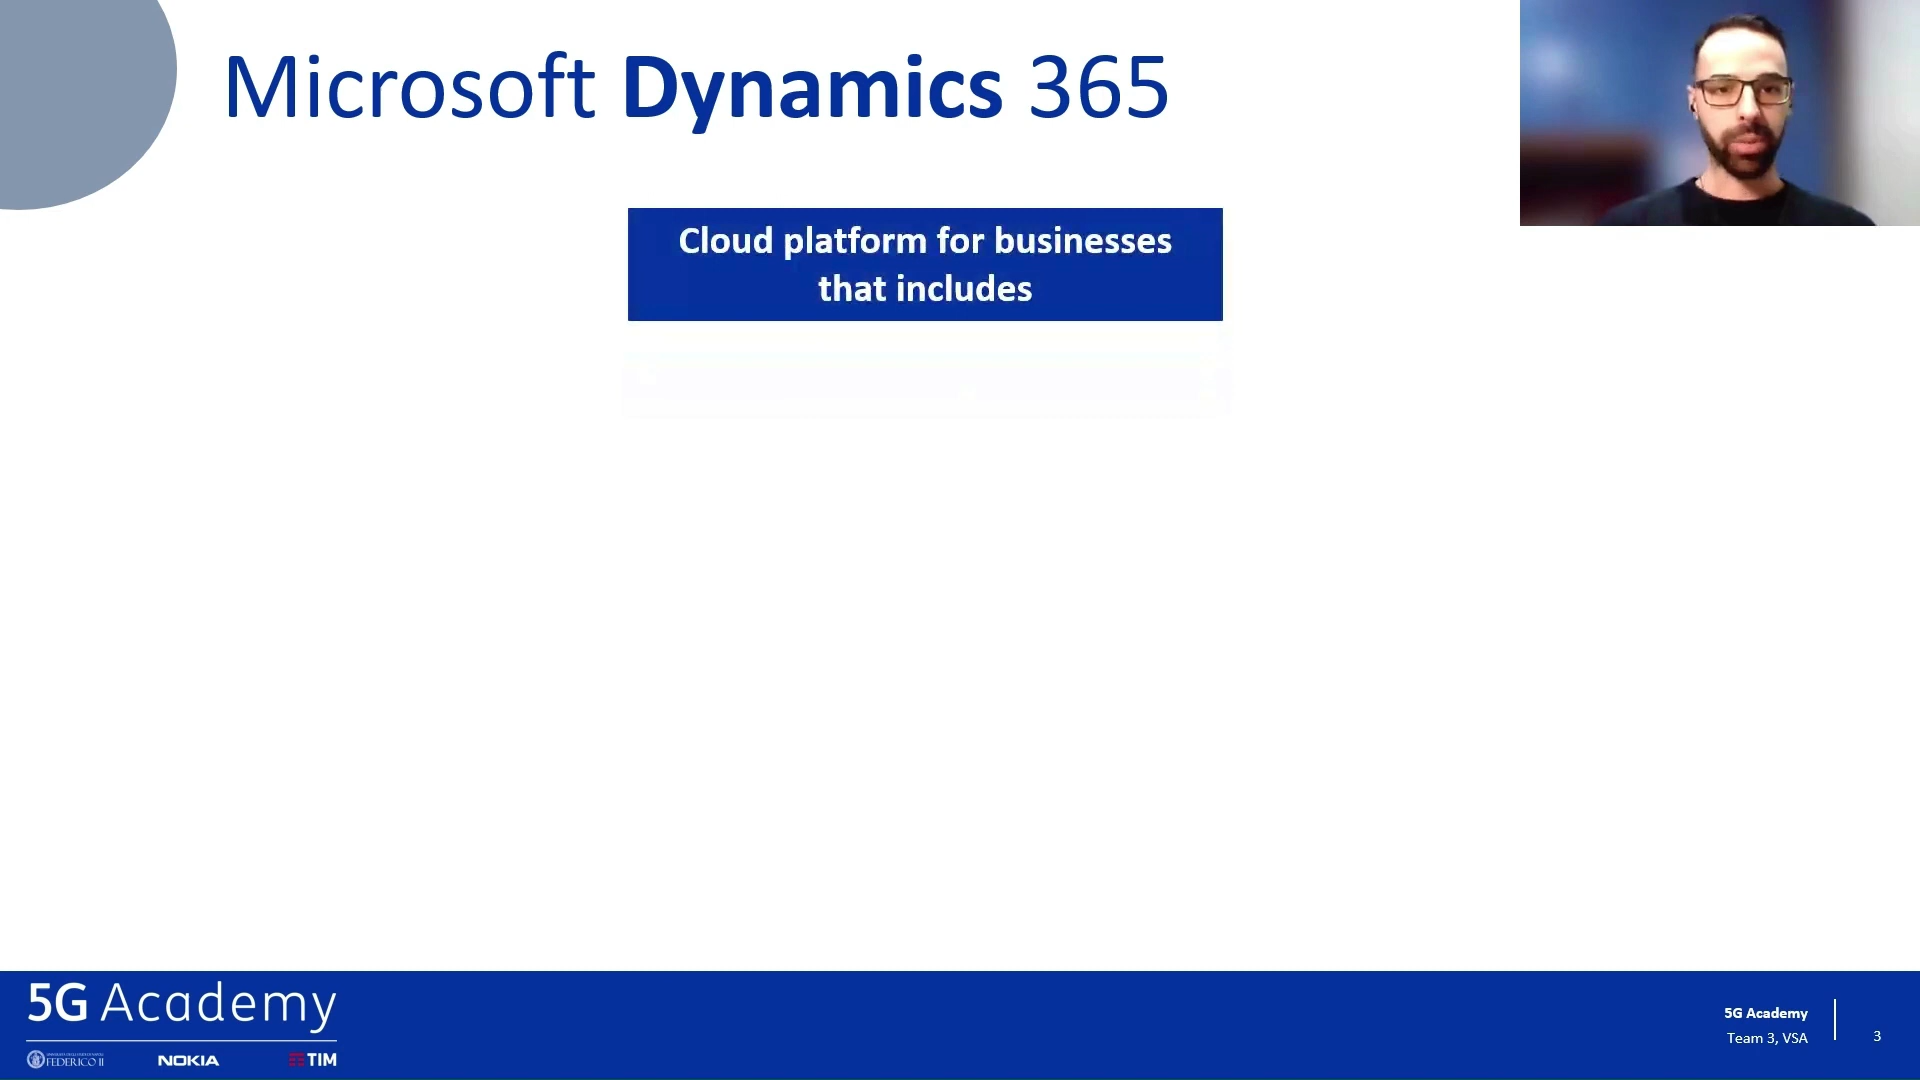 Microsoft Dynamics 365
Cloud platform for businesses
that includes
5G Academy
FEDERICO II
NOKIA
TIM
5G Academy
Team 3, VSA
3